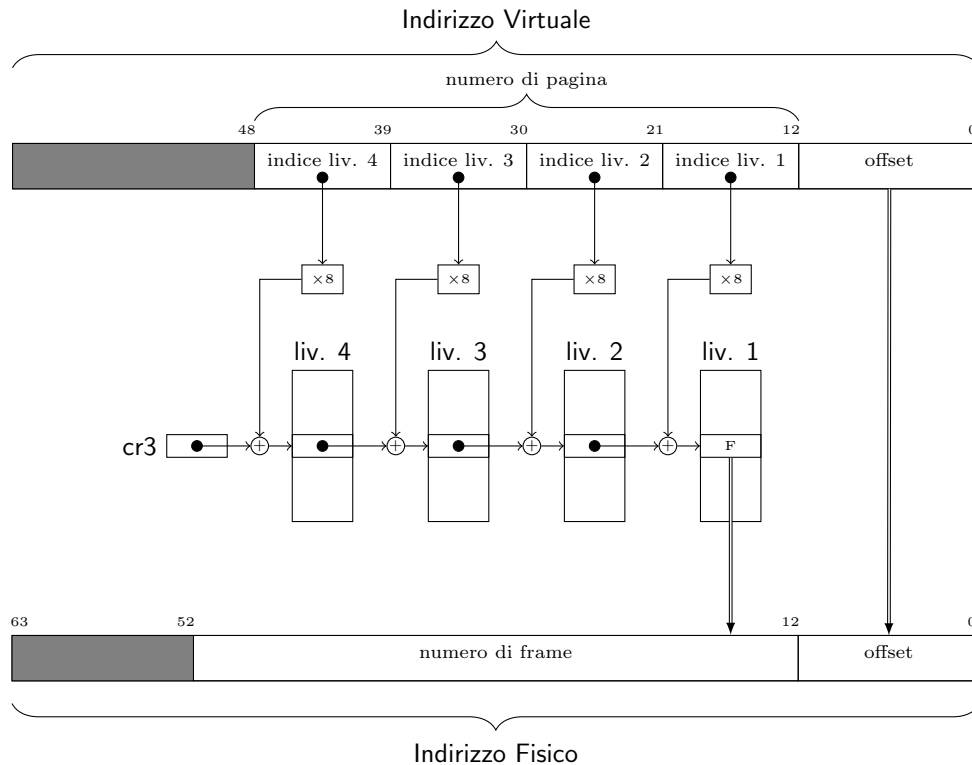 Indirizzo Virtuale
numero di pagina
48 39 30 21 12 0
indice liv. 4 indice liv. 3 indice liv. 2 indice liv. 1 offset
×8 ×8 ×8 ×8
liv. 4 liv. 3 liv. 2 liv. 1
cr3 + + + + F
63 52 12 0
numero di frame offset
Indirizzo Fisico